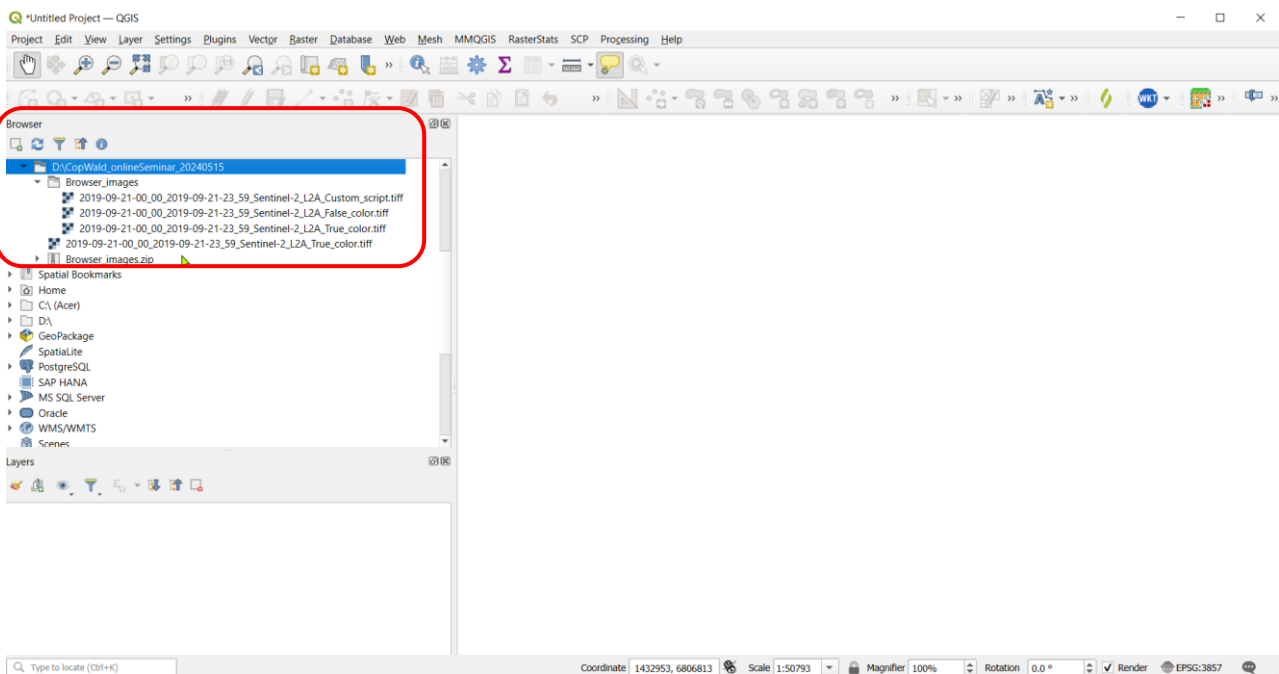 *Untitled Project — QGIS
Project Edit View Layer Settings Plugins Vector Raster Database Web Mesh MMQGIS RasterStats SCP Processing Help
Browser
D:\CopWald_onlineSeminar_20240515
Browser_images
2019-09-21-00_00_2019-09-21-23_59_Sentinel-2_L2A_Custom_script.tiff
2019-09-21-00_00_2019-09-21-23_59_Sentinel-2_L2A_False_color.tiff
2019-09-21-00_00_2019-09-21-23_59_Sentinel-2_L2A_True_color.tiff
2019-09-21-00_00_2019-09-21-23_59_Sentinel-2_L2A_True_color.tiff
Browser_images.zip
Spatial Bookmarks
Home
C:\ (Acer)
D:\
GeoPackage
SpatiaLite
PostgreSQL
SAP HANA
MS SQL Server
Oracle
WMS/WMTS
Scenes
Layers
Type to locate (Ctrl+K) Coordinate 1432953, 6806813 Scale 1:50793 Magnifier 100% Rotation 0.0 ° Render EPSG:3857
WKT